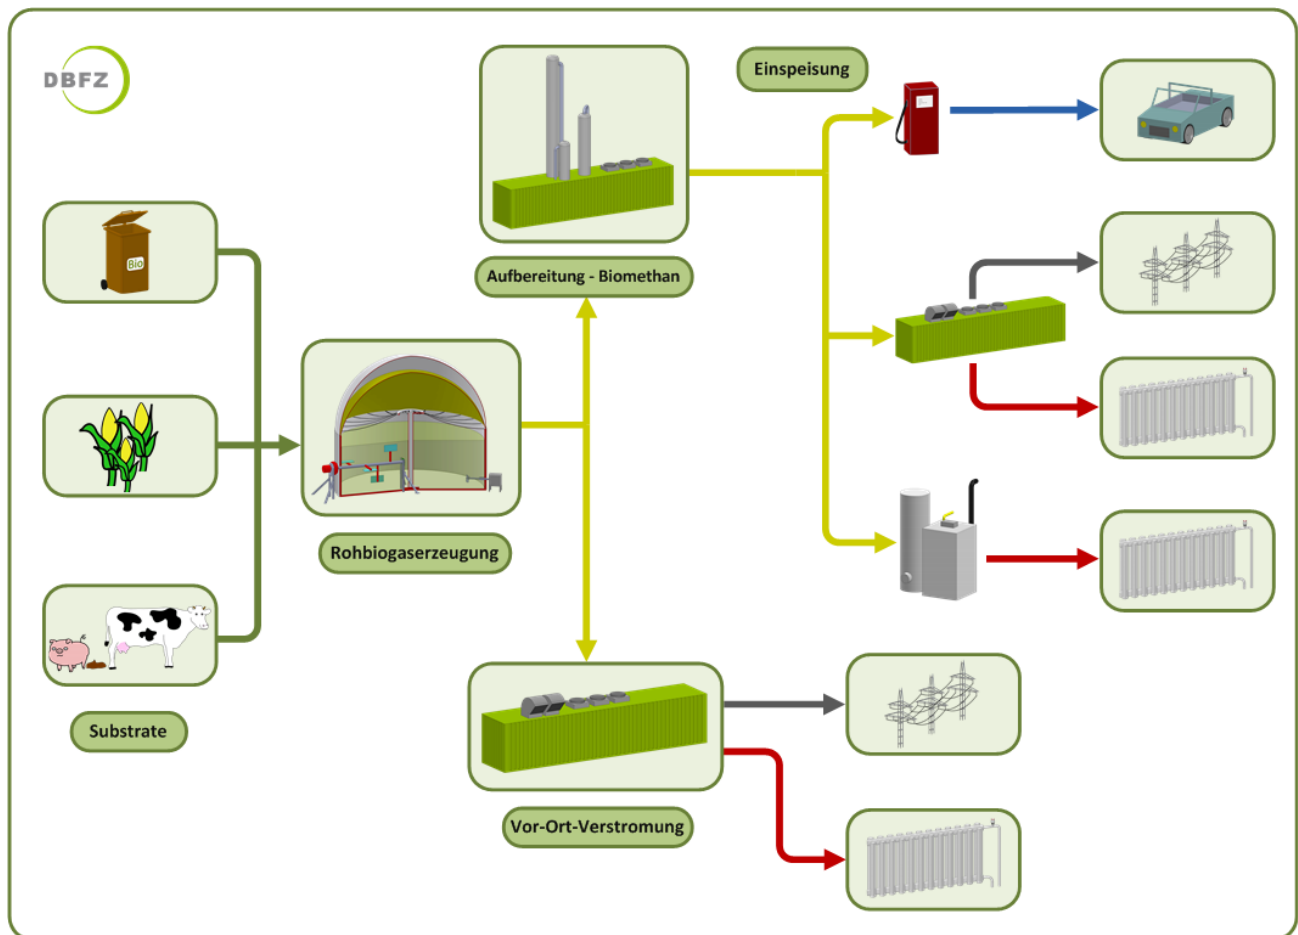 DBFZ
Einspeisung
Bio
Aufbereitung - Biomethan
Rohbiogaserzeugung
Substrate
Vor-Ort-Verstromung